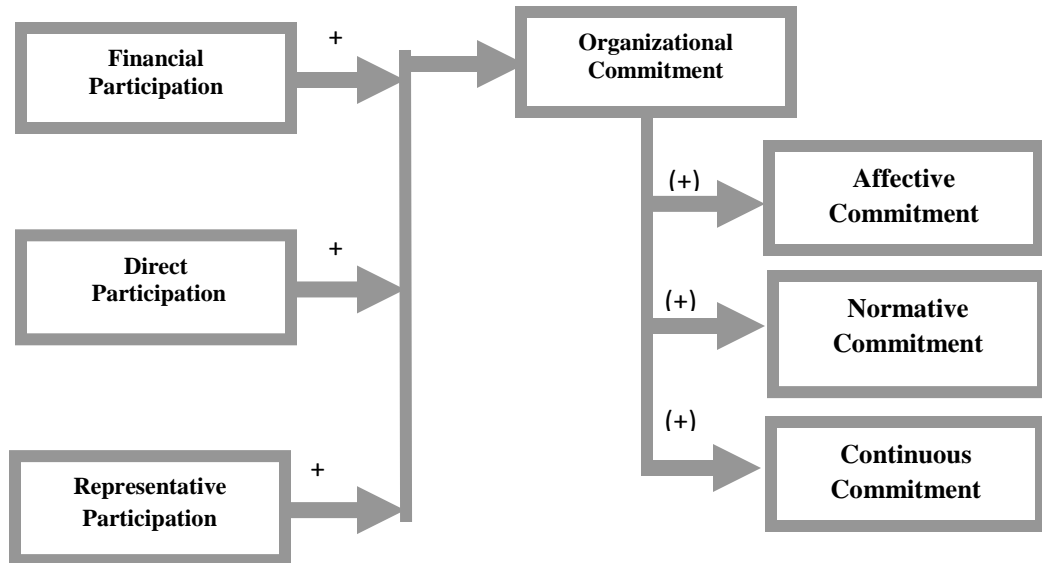 +
Financial
Participation
Organizational
Commitment
(+)
Affective
Commitment
+
Direct
Participation
(+)
Normative
Commitment
(+)
Continuous
Commitment
+
Representative
Participation